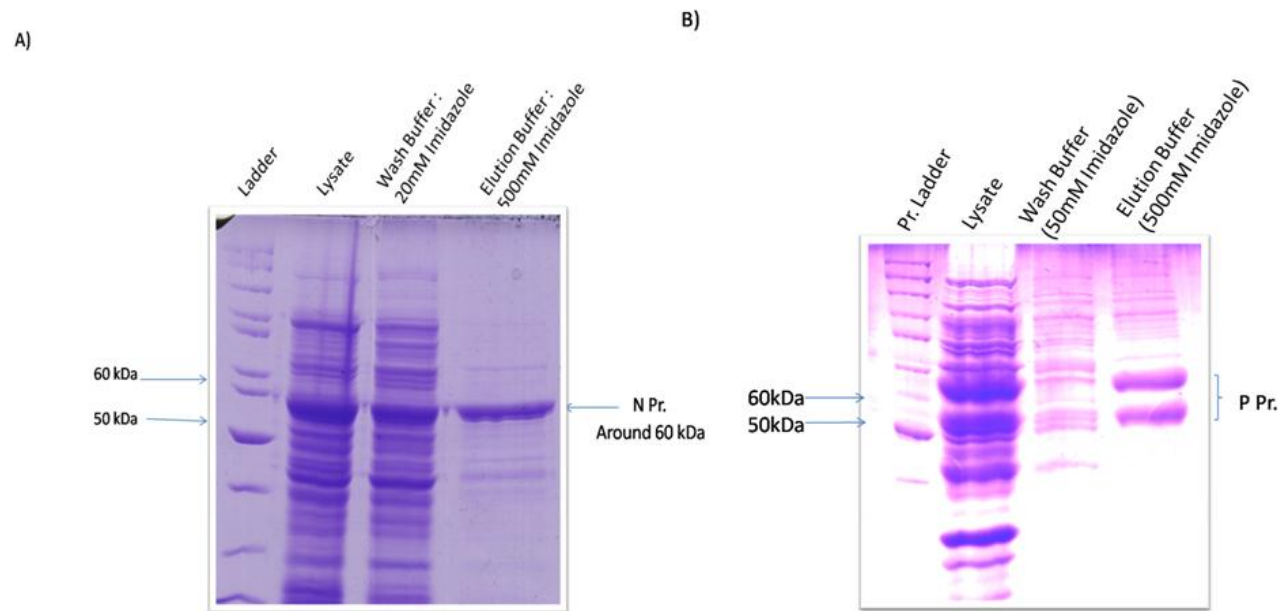 A)
Ladder
Lysate
Wash Buffer :
20mM Imidazole
Elution Buffer :
500mM Imidazole
60 kDa
50 kDa
N Pr.
Around 60 kDa
B)
Pr. Ladder
Lysate
Wash Buffer
(50mM Imidazole)
Elution Buffer
(500mM Imidazole)
60kDa
50kDa
P Pr.